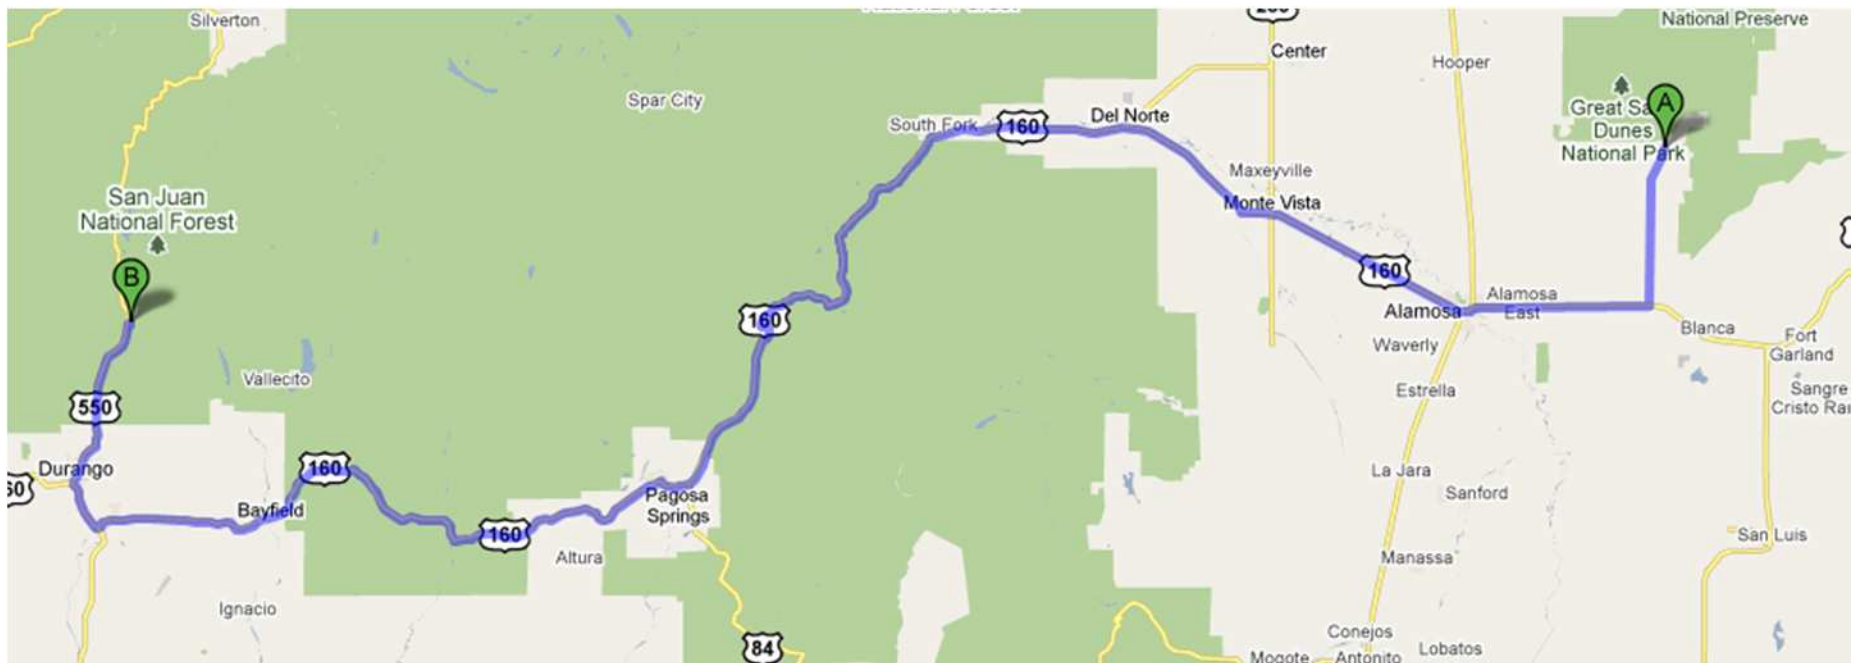 Silverton
National Preserve
Center
Hooper
Spar City
A
Great Sa
Dunes
National Park
South Fork
160
Del Norte
Maxeyville
San Juan
National Forest
Monte Vista
B
160
Alamosa
Alamosa
East
160
Blanca
Fort
Garland
Waverly
Vallecito
Estrella
Sangre
Cristo Ra
550
Durango
160
60
Pagosa
Springs
La Jara
Sanford
Bayfield
160
San Luis
Altura
Manassa
Ignacio
Conejos
84
Mogote
Antonito
Lobatos